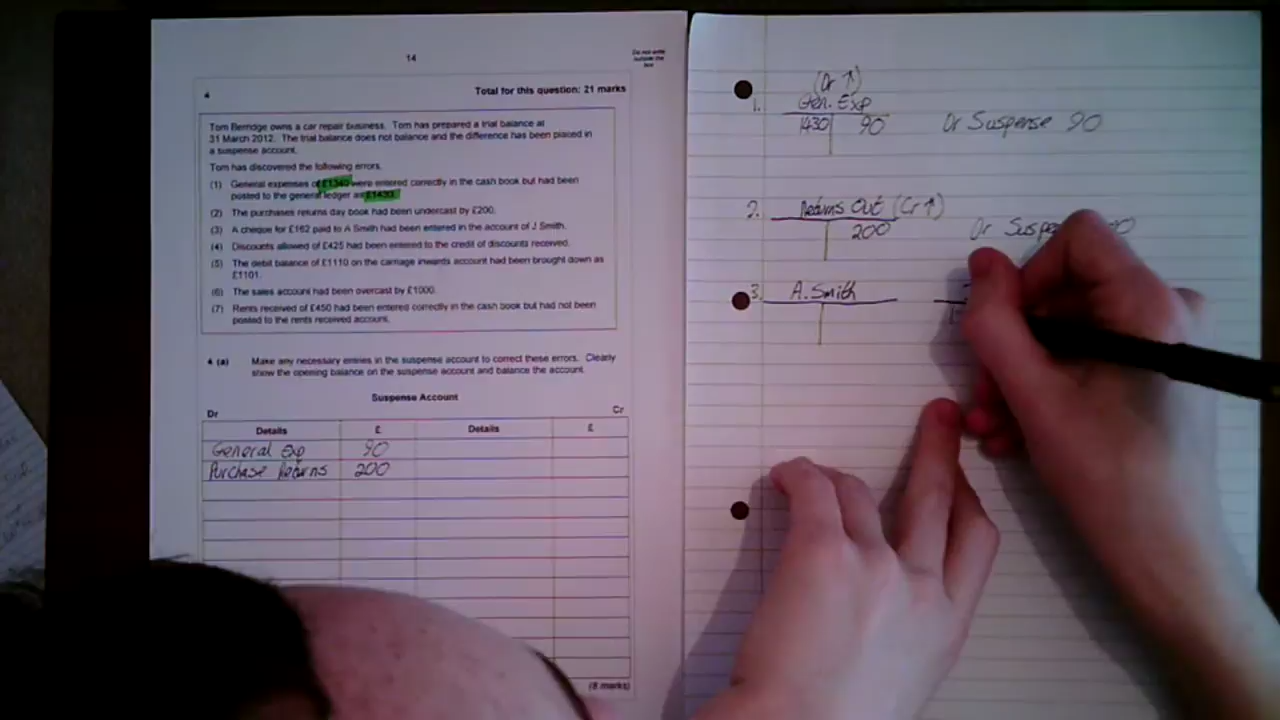 14
Do not write
outside the
box
4
Total for this question: 21 marks
Tom Berridge owns a car repair business. Tom has prepared a trial balance at
31 March 2012. The trial balance does not balance and the difference has been placed in
a suspense account.
Tom has discovered the following errors.
(1) General expenses of £1340 were entered correctly in the cash book but had been
posted to the general ledger as £1430.
(2) The purchases returns day book had been undercast by £200.
(3) A cheque for £162 paid to A Smith had been entered in the account of J Smith.
(4) Discounts allowed of £425 had been entered to the credit of discounts received.
(5) The debit balance of £1110 on the carriage inwards account had been brought down as
£1101.
(6) The sales account had been overcast by £1000.
(7) Rents received of £450 had been entered correctly in the cash book but had not been
posted to the rents received account.
4 (a) Make any necessary entries in the suspense account to correct these errors. Clearly
show the opening balance on the suspense account and balance the account.
Suspense Account
Dr Cr
Details £ Details £
General Exp 90
Purchase Returns 200
(8 marks)
(Dr ↑)
1. Gen. Exp
1430 90 Dr Suspense 90
2. Returns Out (Cr ↑)
200 Dr
3. A. Smith